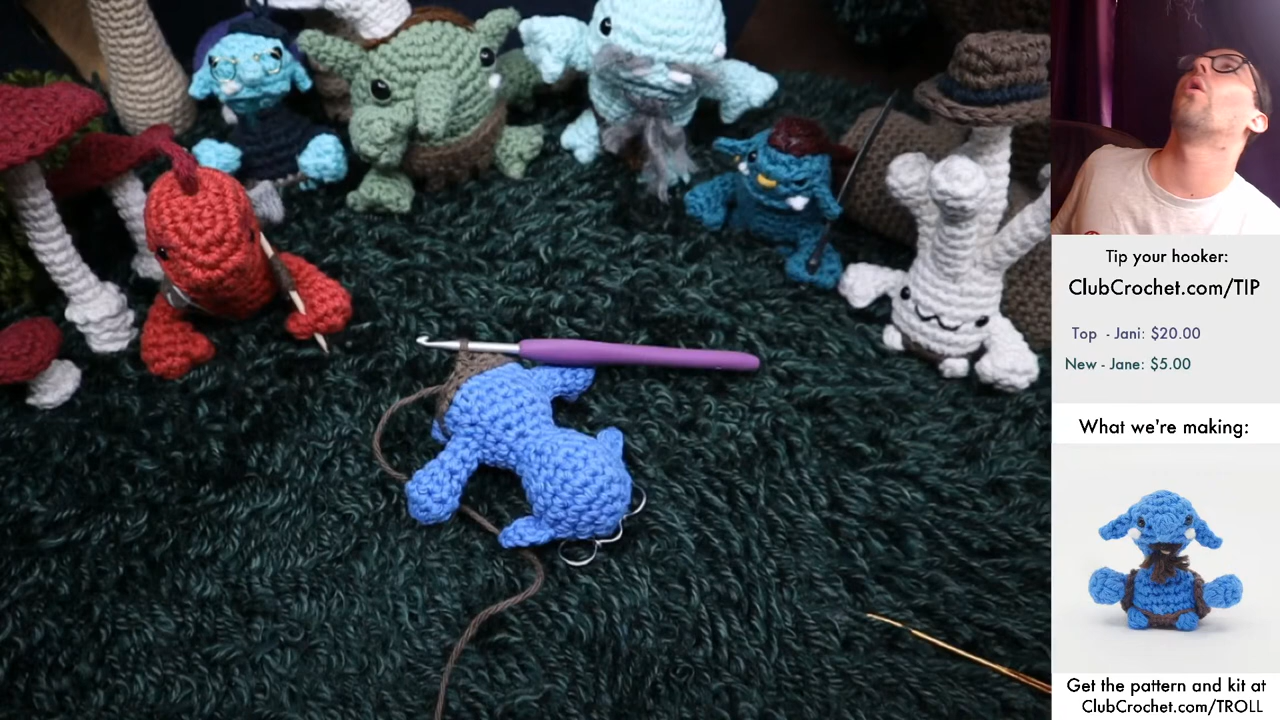 Tip your hooker:
ClubCrochet.com/TIP
Top - Jani: $20.00
New - Jane: $5.00
What we're making:
Get the pattern and kit at
ClubCrochet.com/TROLL